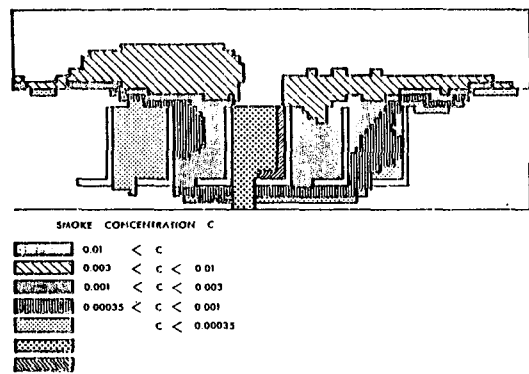 SMOKE CONCENTRATION C
0.01 < C
0.003 < C < 0.01
0.001 < C < 0.003
0.00035 < C < 0.001
C < 0.00035